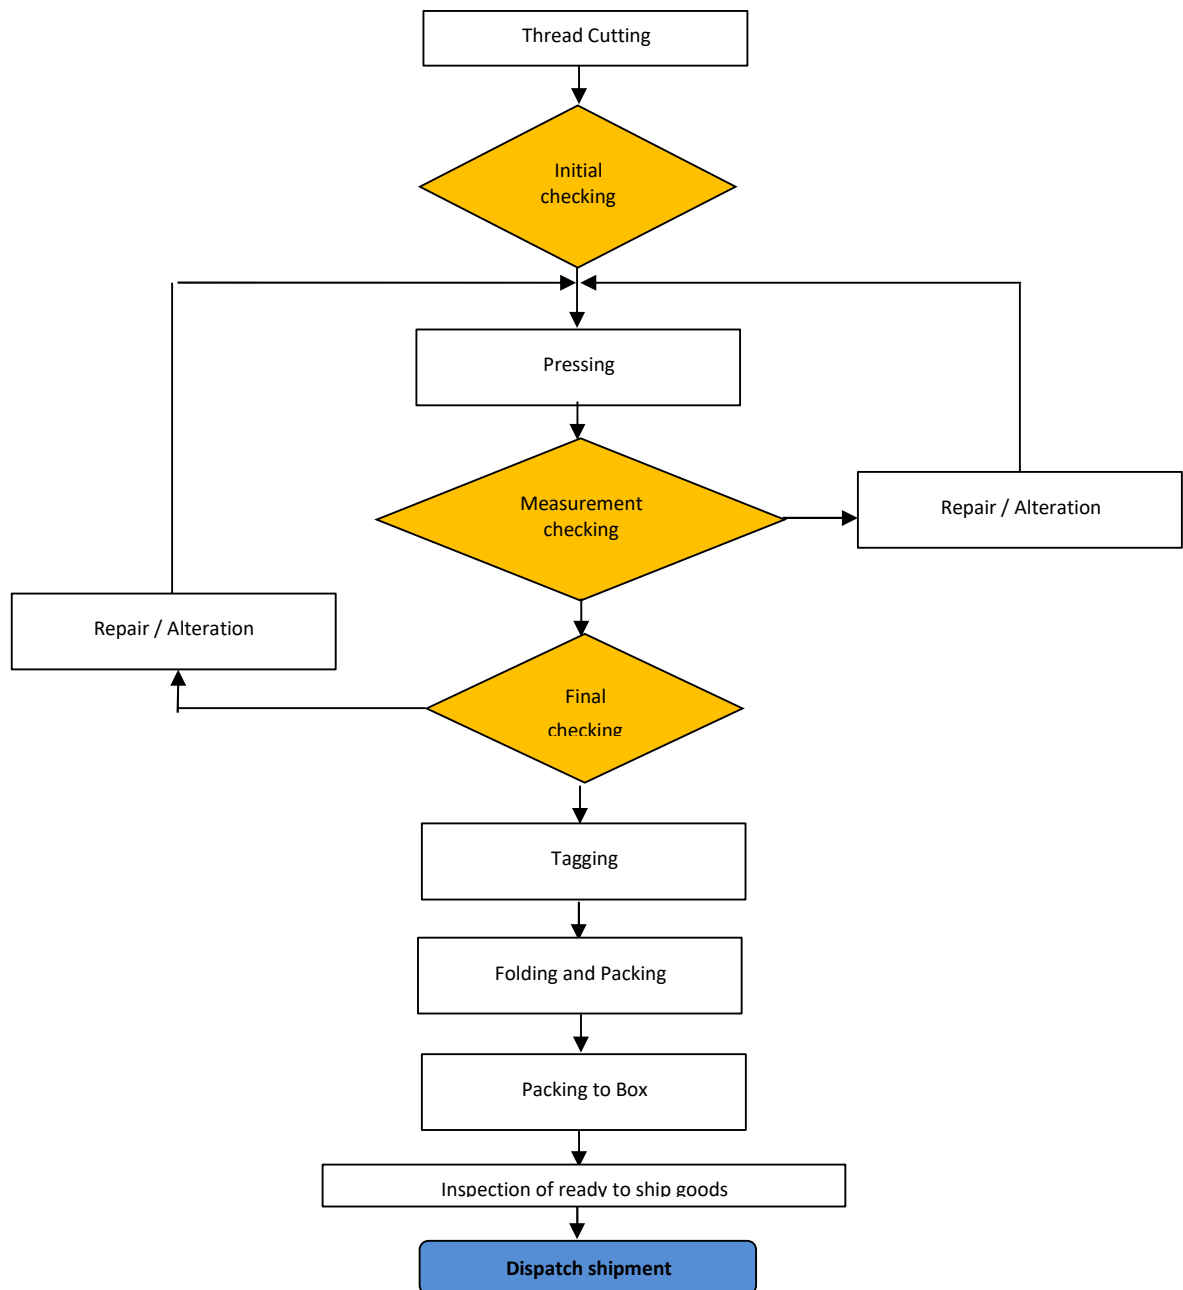 Thread Cutting
Initial
checking
Pressing
Measurement
checking
Repair / Alteration
Repair / Alteration
Final
checking
Tagging
Folding and Packing
Packing to Box
Inspection of ready to ship goods
Dispatch shipment